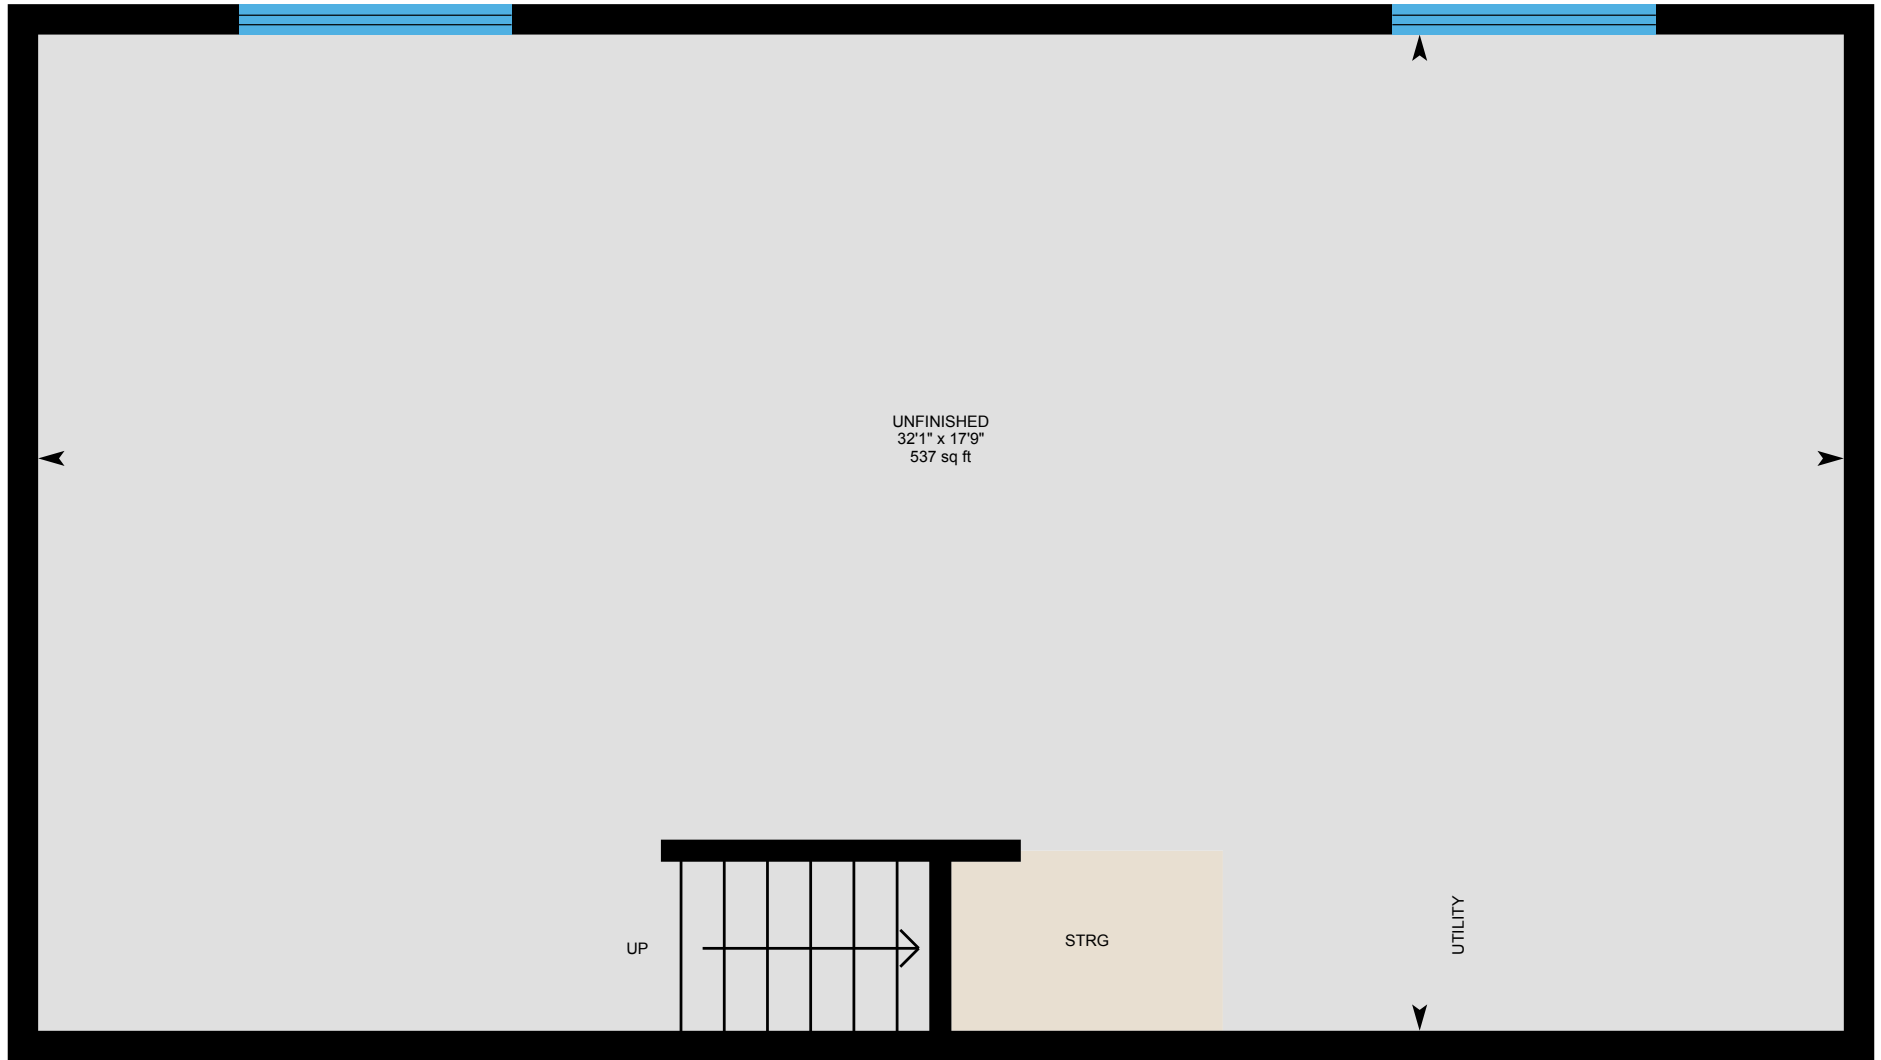 UNFINISHED
32'1" x 17'9"
537 sq ft
UP
STRG
UTILITY